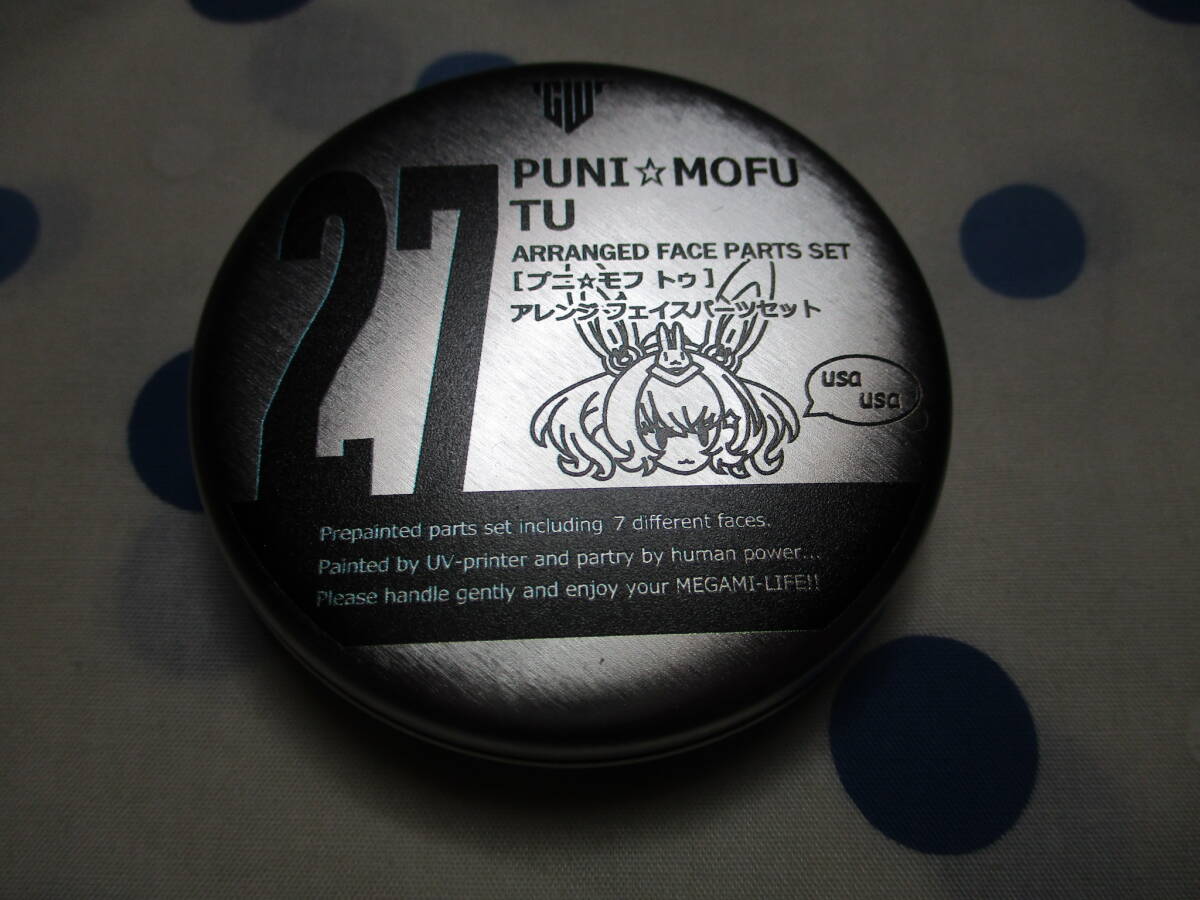 GW
27
PUNI☆MOFU
TU
ARRANGED FACE PARTS SET
[プニ☆モフ トゥ]
アレンジフェイスパーツセット
usa
usa
Prepainted parts set including 7 different faces.
Painted by UV-printer and partry by human power...
Please handle gently and enjoy your MEGAMI-LIFE!!